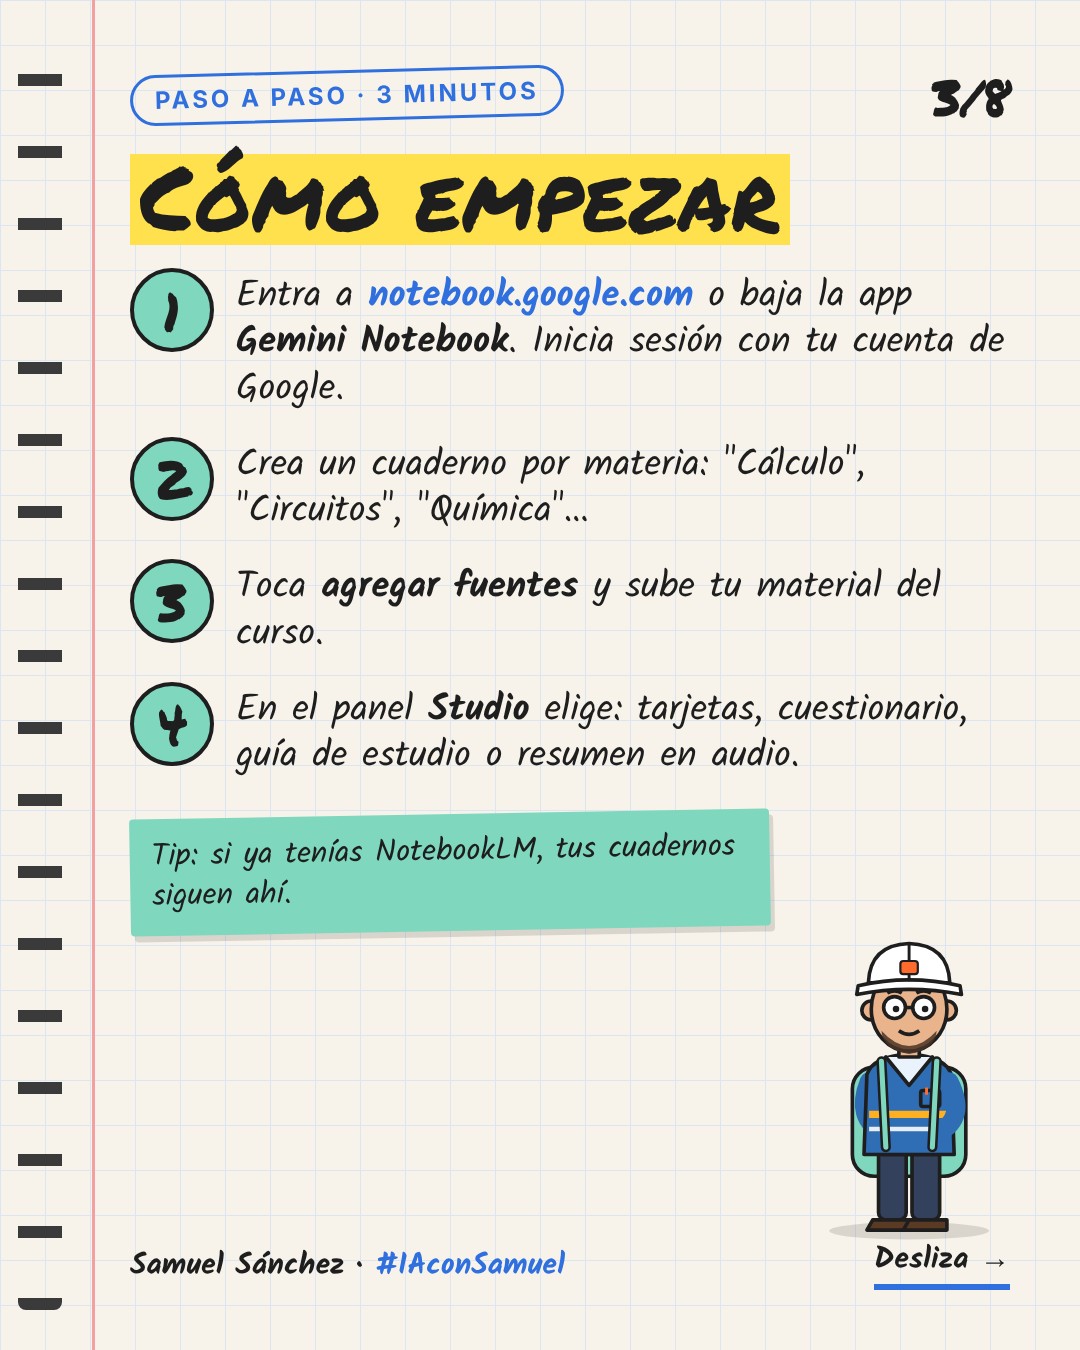 PASO A PASO · 3 MINUTOS
3/8
CÓMO EMPEZAR
1
Entra a notebook.google.com o baja la app
Gemini Notebook. Inicia sesión con tu cuenta de
Google.
2
Crea un cuaderno por materia: "Cálculo",
"Circuitos", "Química"...
3
Toca agregar fuentes y sube tu material del
curso.
4
En el panel Studio elige: tarjetas, cuestionario,
guía de estudio o resumen en audio.
Tip: si ya tenías NotebookLM, tus cuadernos
siguen ahí.
Samuel Sánchez · #IAconSamuel
Desliza →